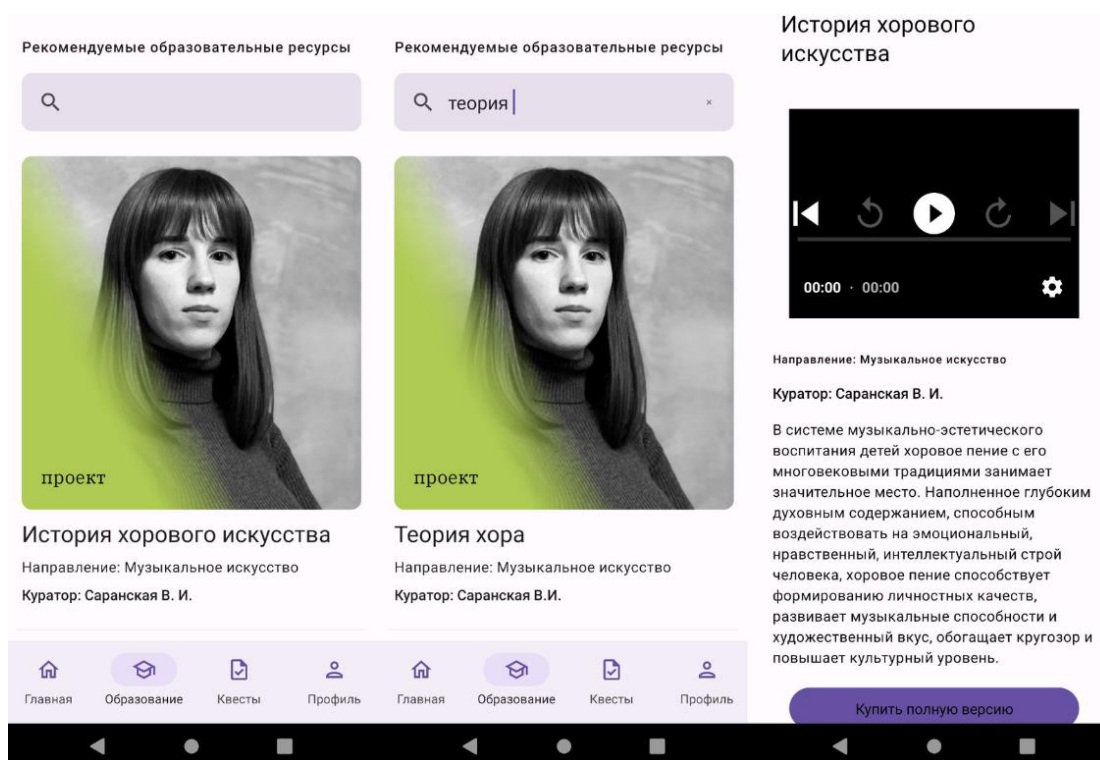 Рекомендуемые образовательные ресурсы
проект
История хорового искусства
Направление: Музыкальное искусство
Куратор: Саранская В. И.
Главная
Образование
Квесты
Профиль
Рекомендуемые образовательные ресурсы
теория
×
проект
Теория хора
Направление: Музыкальное искусство
Куратор: Саранская В.И.
Главная
Образование
Квесты
Профиль
История хорового
искусства
00:00 · 00:00
Направление: Музыкальное искусство
Куратор: Саранская В. И.
В системе музыкально-эстетического
воспитания детей хоровое пение с его
многовековыми традициями занимает
значительное место. Наполненное глубоким
духовным содержанием, способным
воздействовать на эмоциональный,
нравственный, интеллектуальный строй
человека, хоровое пение способствует
формированию личностных качеств,
развивает музыкальные способности и
художественный вкус, обогащает кругозор и
повышает культурный уровень.
Купить полную версию